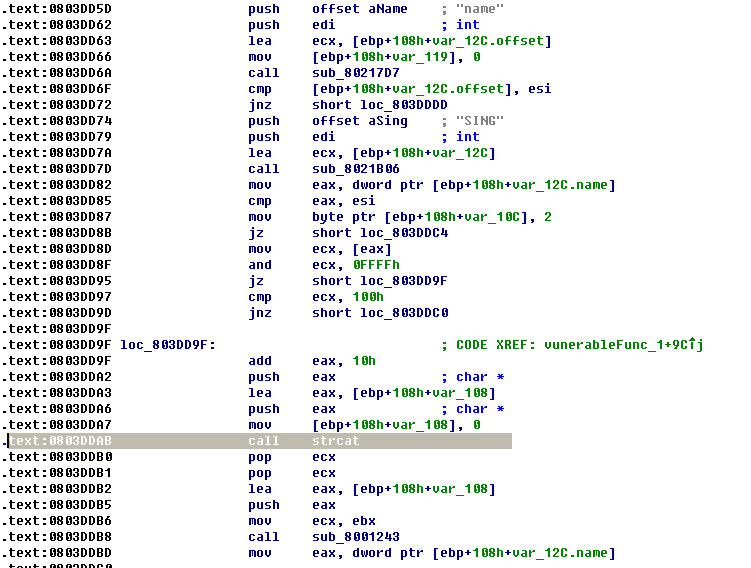 .text:0803DD5D push offset aName ; "name"
.text:0803DD62 push edi ; int
.text:0803DD63 lea ecx, [ebp+108h+var_12C.offset]
.text:0803DD66 mov [ebp+108h+var_119], 0
.text:0803DD6A call sub_80217D7
.text:0803DD6F cmp [ebp+108h+var_12C.offset], esi
.text:0803DD72 jnz short loc_803DDDD
.text:0803DD74 push offset aSing ; "SING"
.text:0803DD79 push edi ; int
.text:0803DD7A lea ecx, [ebp+108h+var_12C]
.text:0803DD7D call sub_8021B06
.text:0803DD82 mov eax, dword ptr [ebp+108h+var_12C.name]
.text:0803DD85 cmp eax, esi
.text:0803DD87 mov byte ptr [ebp+108h+var_10C], 2
.text:0803DD8B jz short loc_803DDC4
.text:0803DD8D mov ecx, [eax]
.text:0803DD8F and ecx, 0FFFFh
.text:0803DD95 jz short loc_803DD9F
.text:0803DD97 cmp ecx, 100h
.text:0803DD9D jnz short loc_803DDC0
.text:0803DD9F
.text:0803DD9F loc_803DD9F: ; CODE XREF: vunerableFunc_1+9C↑j
.text:0803DD9F add eax, 10h
.text:0803DDA2 push eax ; char *
.text:0803DDA3 lea eax, [ebp+108h+var_108]
.text:0803DDA6 push eax ; char *
.text:0803DDA7 mov [ebp+108h+var_108], 0
.text:0803DDAB call strcat
.text:0803DDB0 pop ecx
.text:0803DDB1 pop ecx
.text:0803DDB2 lea eax, [ebp+108h+var_108]
.text:0803DDB5 push eax
.text:0803DDB6 mov ecx, ebx
.text:0803DDB8 call sub_8001243
.text:0803DDBD mov eax, dword ptr [ebp+108h+var_12C.name]